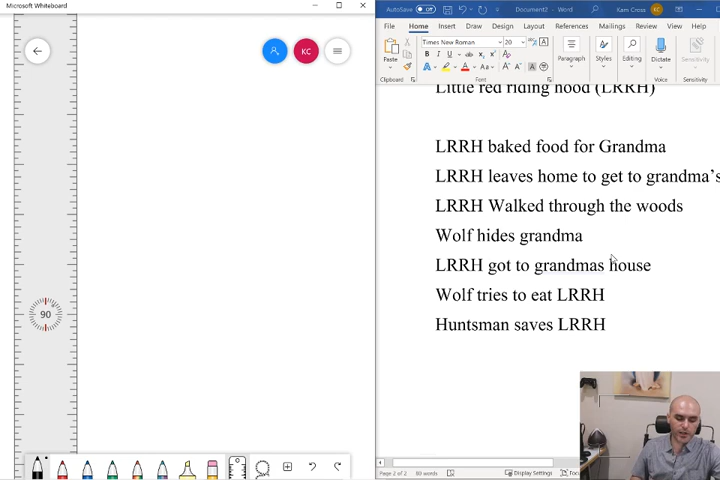 Microsoft Whiteboard
KC
90
AutoSave Off Document2 - Word Kam Cross KC
File Home Insert Draw Design Layout References Mailings Review View Help
Paste
Clipboard
Times New Roman 20
Font
Paragraph
Styles
Editing
Dictate
Voice
Sensitivity
Sensitivity
Little red riding hood (LRRH)
LRRH baked food for Grandma
LRRH leaves home to get to grandma's
LRRH Walked through the woods
Wolf hides grandma
LRRH got to grandmas house
Wolf tries to eat LRRH
Huntsman saves LRRH
Page 2 of 2 Display Settings